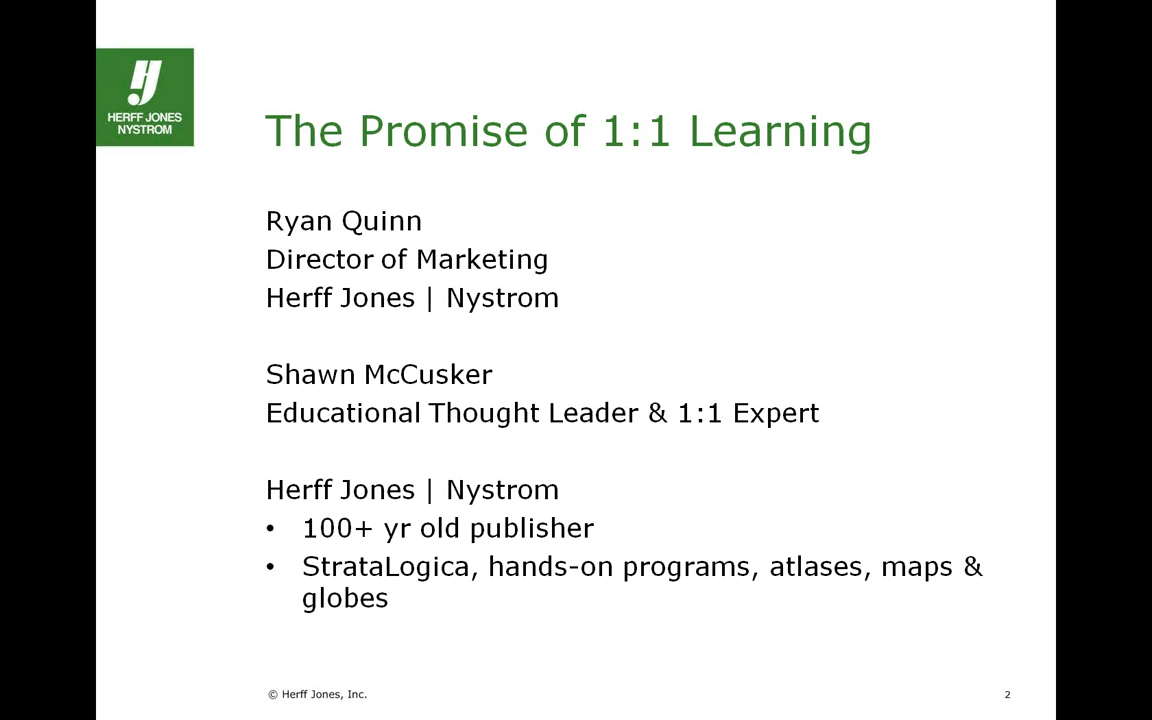 HERFF JONES
NYSTROM
The Promise of 1:1 Learning
Ryan Quinn
Director of Marketing
Herff Jones | Nystrom
Shawn McCusker
Educational Thought Leader & 1:1 Expert
Herff Jones | Nystrom
• 100+ yr old publisher
• StrataLogica, hands-on programs, atlases, maps &
globes
© Herff Jones, Inc.
2